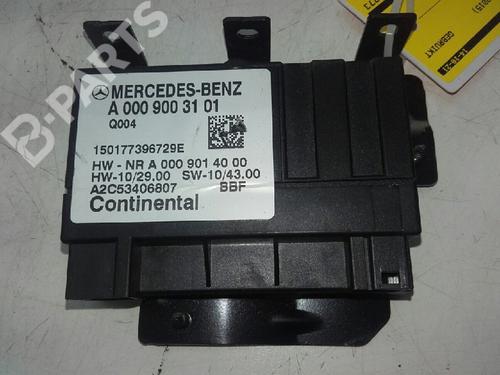 MERCEDES-BENZ
A 000 900 31 01
Q004
150177396729E
HW - NR A 000 901 40 00
HW-10/29.00 SW-10/43.00
A2C53406807 BBF
Continental
GEBRUIKT
B-PARTS